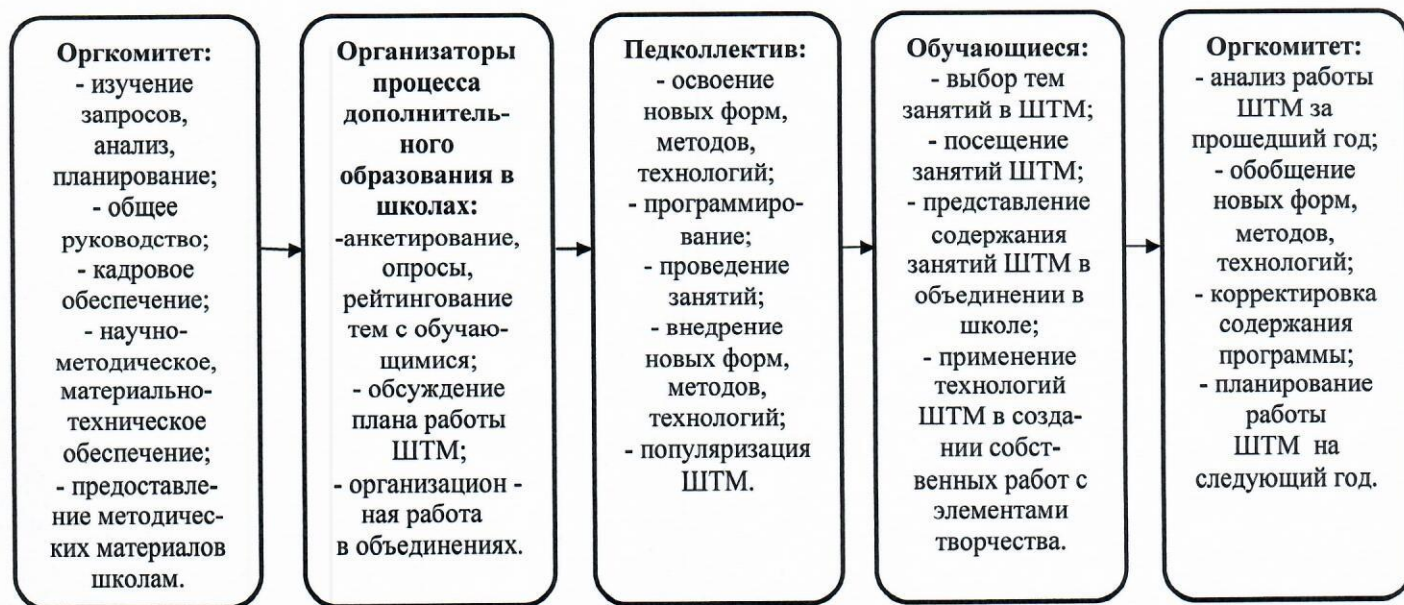 Оргкомитет:
- изучение
запросов,
анализ,
планирование;
- общее
руководство;
- кадровое
обеспечение;
- научно-
методическое,
материально-
техническое
обеспечение;
- предоставле-
ние методичес-
ких материалов
школам.
Организаторы
процесса
дополнитель-
ного
образования в
школах:
-анкетирование,
опросы,
рейтингование
тем с обучаю-
щимися;
- обсуждение
плана работы
ШТМ;
- организацион -
ная работа
в объединениях.
Педколлектив:
- освоение
новых форм,
методов,
технологий;
- программиро-
вание;
- проведение
занятий;
- внедрение
новых форм,
методов,
технологий;
- популяризация
ШТМ.
Обучающиеся:
- выбор тем
занятий в ШТМ;
- посещение
занятий ШТМ;
- представление
содержания
занятий ШТМ в
объединении в
школе;
- применение
технологий
ШТМ в созда-
нии собст-
венных работ с
элементами
творчества.
Оргкомитет:
- анализ работы
ШТМ за
прошедший год;
- обобщение
новых форм,
методов,
технологий;
- корректировка
содержания
программы;
- планирование
работы
ШТМ на
следующий год.